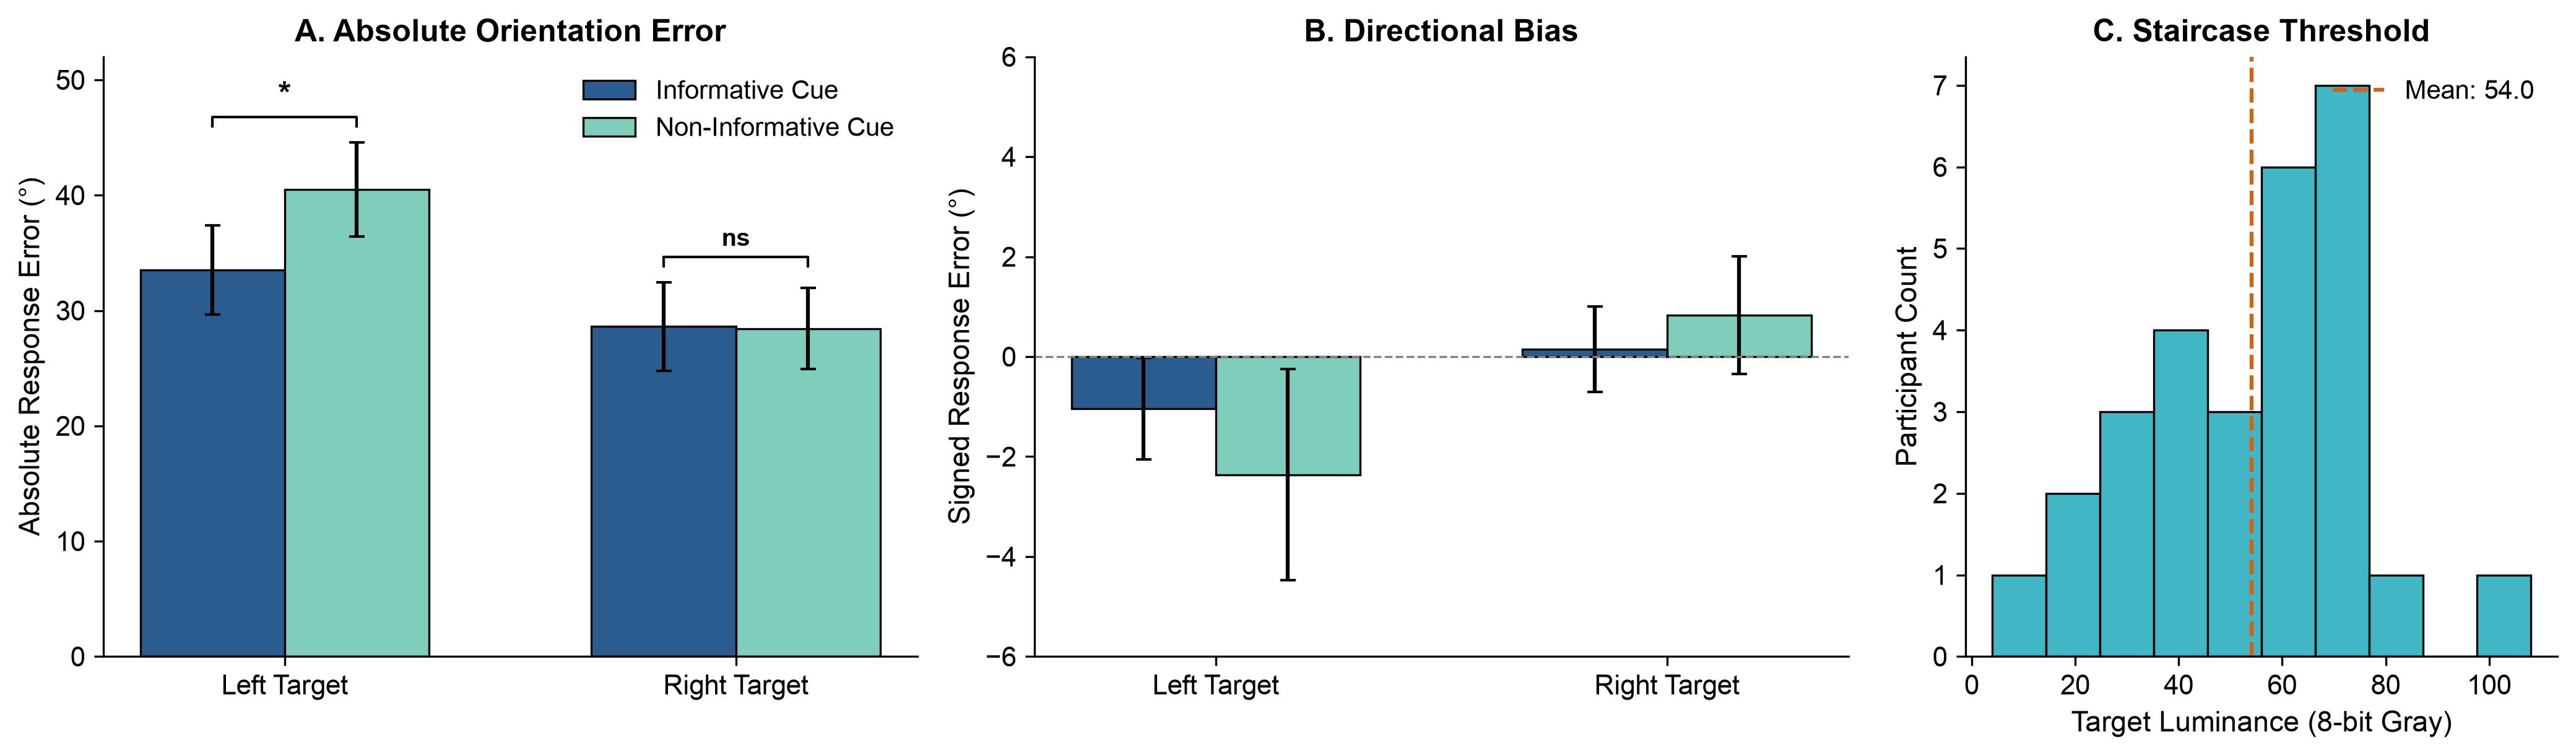 A. Absolute Orientation Error
Absolute Response Error (°)
50
40
30
20
10
0
*
ns
Informative Cue
Non-Informative Cue
Left Target
Right Target
B. Directional Bias
Signed Response Error (°)
6
4
2
0
−2
−4
−6
Left Target
Right Target
C. Staircase Threshold
Participant Count
7
6
5
4
3
2
1
0
Mean: 54.0
0 20 40 60 80 100
Target Luminance (8-bit Gray)